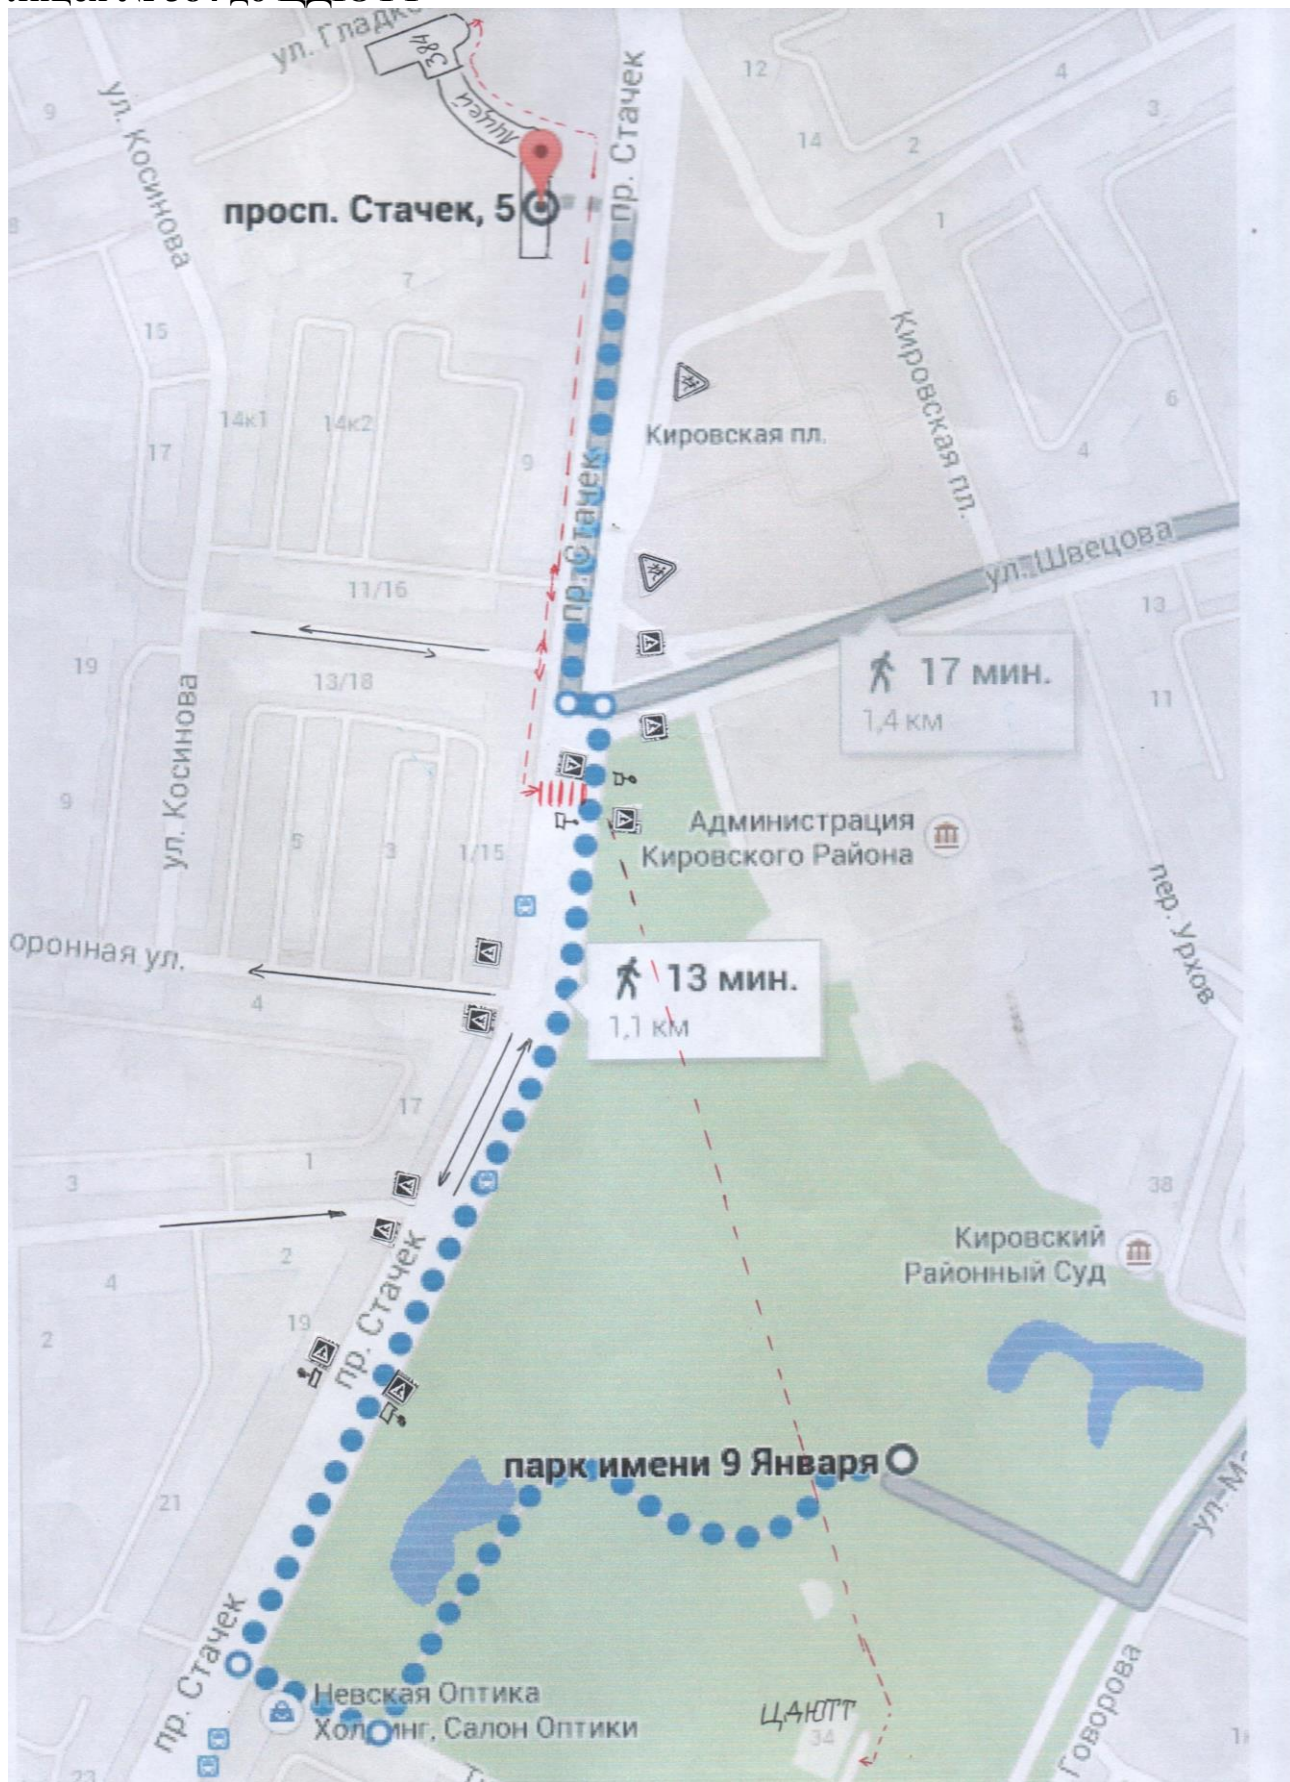 ул. Гладко
384
лицей
пр. Стачек
12
4
3
14
2
9
ул. Косинова
просп. Стачек, 5
1
7
15
Кировская пл.
14к1
14к2
6
17
9
Кировская пл.
4
пр. Стачек
ул. Швецова
11/16
13
19
13/18
17 мин.
1,4 км
11
ул. Косинова
9
5
3
1/15
Администрация
Кировского Района
пер. Урхов
оронная ул.
4
13 мин.
1,1 км
17
1
3
38
2
4
Кировский
Районный Суд
пр. Стачек
19
2
парк имени 9 Января
21
пр. Стачек
Невская Оптика
Холдинг, Салон Оптики
ЦДЮТТ
34
Говорова
23